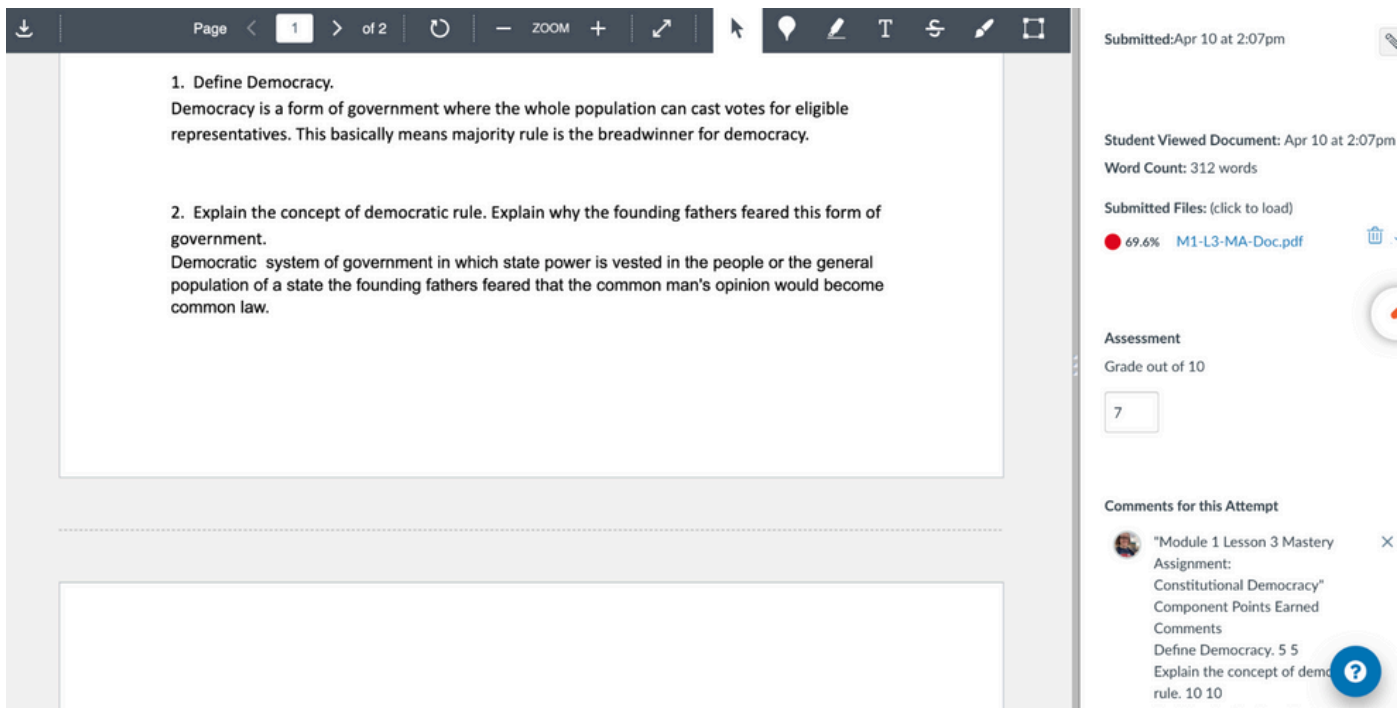 Page 1 of 2 ZOOM T S
1. Define Democracy.
Democracy is a form of government where the whole population can cast votes for eligible
representatives. This basically means majority rule is the breadwinner for democracy.
2. Explain the concept of democratic rule. Explain why the founding fathers feared this form of
government.
Democratic system of government in which state power is vested in the people or the general
population of a state the founding fathers feared that the common man's opinion would become
common law.
Submitted:Apr 10 at 2:07pm
Student Viewed Document: Apr 10 at 2:07pm
Word Count: 312 words
Submitted Files: (click to load)
69.6% M1-L3-MA-Doc.pdf
Assessment
Grade out of 10
7
Comments for this Attempt
"Module 1 Lesson 3 Mastery
Assignment:
Constitutional Democracy"
Component Points Earned
Comments
Define Democracy. 5 5
Explain the concept of
rule. 10 10
?